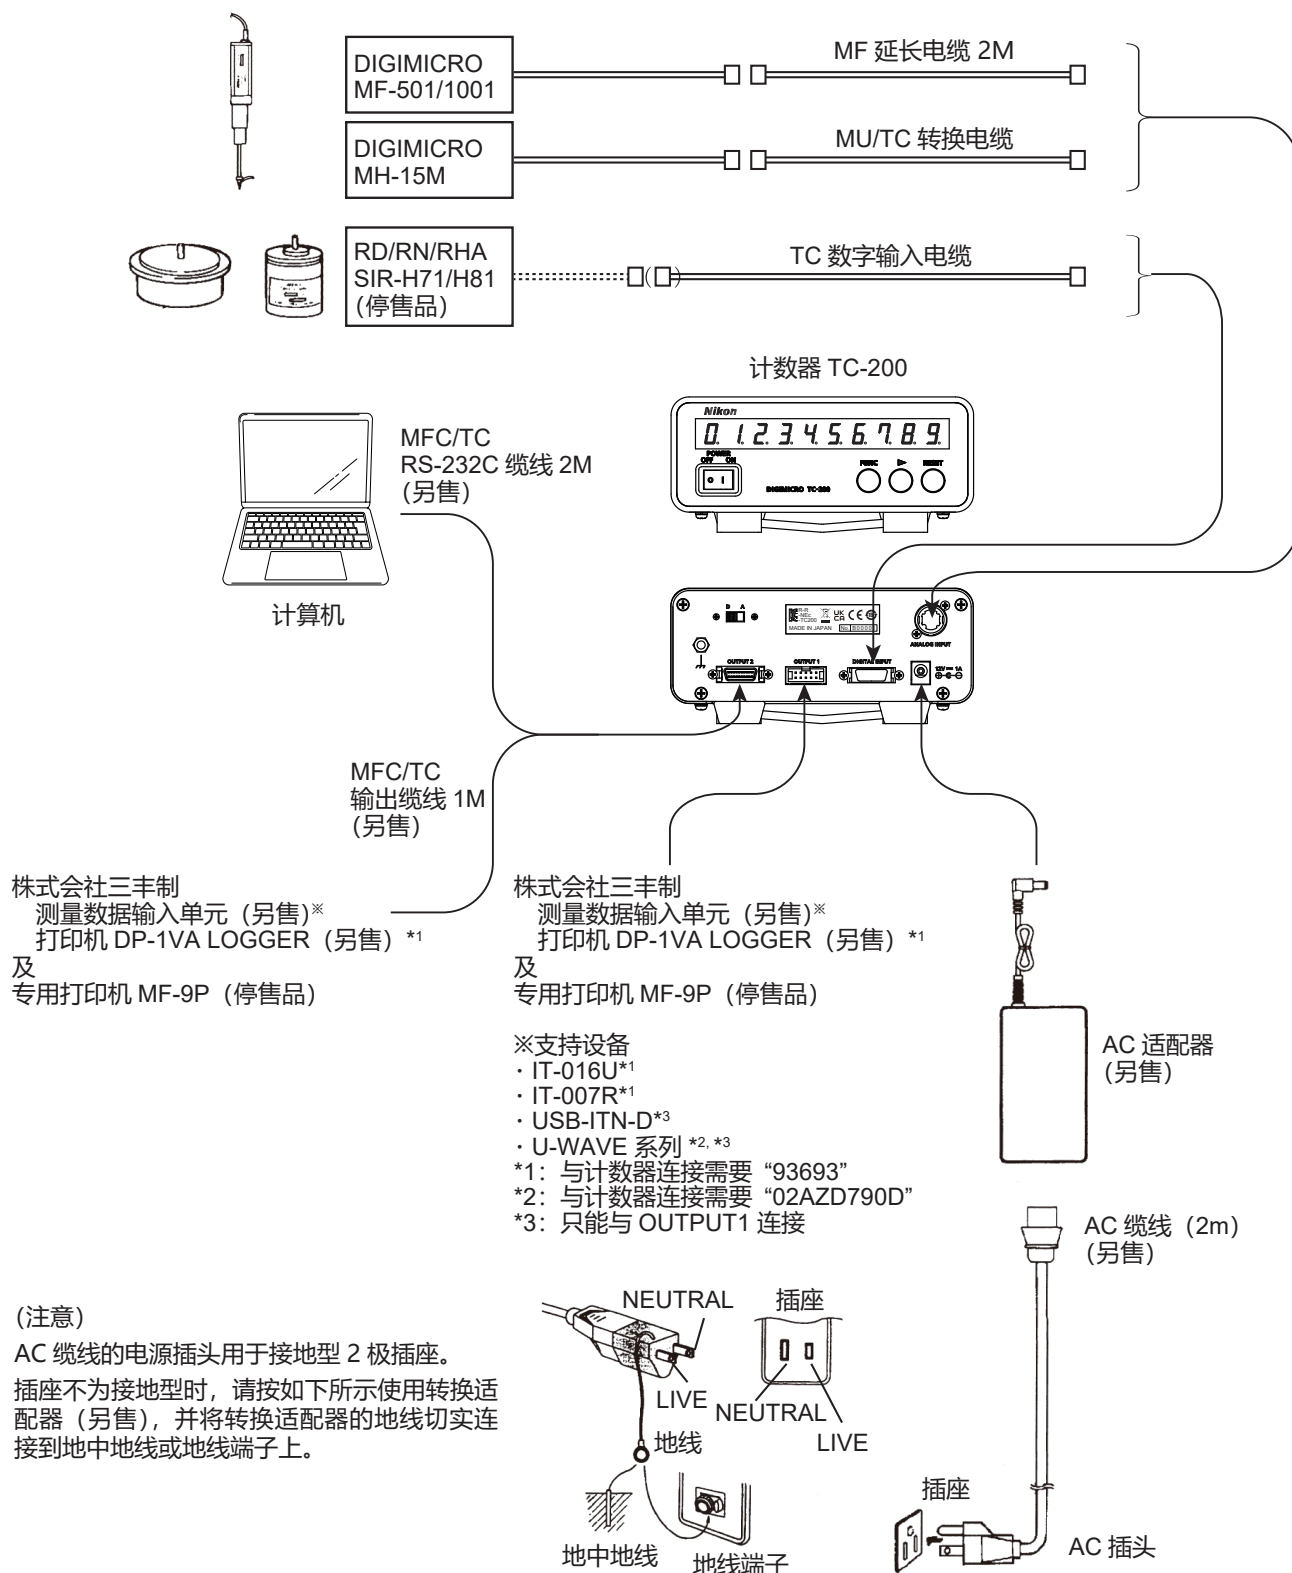 DIGIMICRO
MF-501/1001
MF 延长电缆 2M
DIGIMICRO
MH-15M
MU/TC 转换电缆
RD/RN/RHA
SIR-H71/H81
(停售品)
TC 数字输入电缆
计数器 TC-200
Nikon
0. 1. 2. 3. 4. 5. 6. 7. 8. 9.
POWER
OFF ON
FUNC
RESET
DIGIMICRO TC-200
MFC/TC
RS-232C 缆线 2M
(另售)
计算机
D A
MADE IN JAPAN
UK
CA
CE
ANALOG INPUT
OUTPUT 2
OUTPUT 1
DIGITAL INPUT
12V 1A
MFC/TC
输出缆线 1M
(另售)
株式会社三丰制
测量数据输入单元（另售）※
打印机 DP-1VA LOGGER（另售）*1
及
专用打印机 MF-9P（停售品）
株式会社三丰制
测量数据输入单元（另售）※
打印机 DP-1VA LOGGER（另售）*1
及
专用打印机 MF-9P（停售品）
※支持设备
・IT-016U*1
・IT-007R*1
・USB-ITN-D*3
・U-WAVE 系列 *2, *3
*1：与计数器连接需要 “93693”
*2：与计数器连接需要 “02AZD790D”
*3：只能与 OUTPUT1 连接
AC 适配器
(另售)
AC 缆线（2m）
(另售)
(注意)
AC 缆线的电源插头用于接地型 2 极插座。
插座不为接地型时，请按如下所示使用转换适
配器（另售），并将转换适配器的地线切实连
接到地中地线或地线端子上。
NEUTRAL
LIVE
地线
地中地线
地线端子
插座
NEUTRAL
LIVE
插座
AC 插头